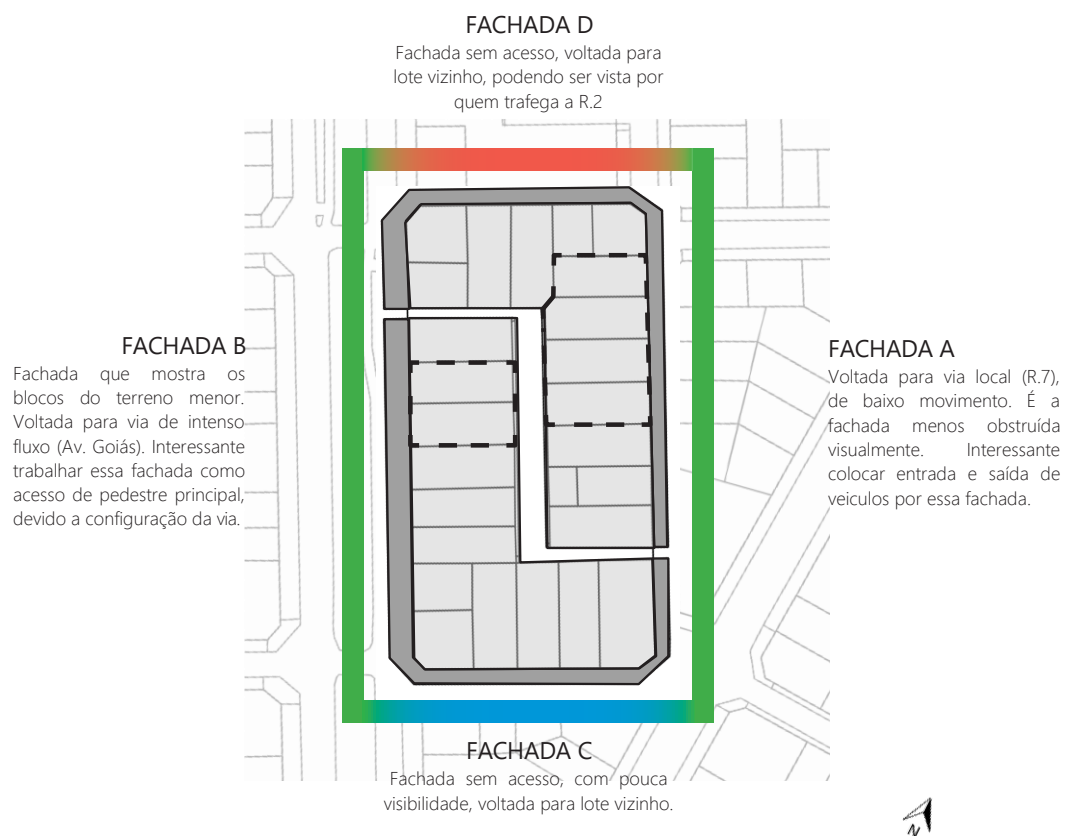 FACHADA D
Fachada sem acesso, voltada para
lote vizinho, podendo ser vista por
quem trafega a R.2
FACHADA B
Fachada que mostra os
blocos do terreno menor.
Voltada para via de intenso
fluxo (Av. Goiás). Interessante
trabalhar essa fachada como
acesso de pedestre principal,
devido a configuração da via.
FACHADA A
Voltada para via local (R.7),
de baixo movimento. É a
fachada menos obstruída
visualmente. Interessante
colocar entrada e saída de
veiculos por essa fachada.
FACHADA C
Fachada sem acesso, com pouca
visibilidade, voltada para lote vizinho.
N